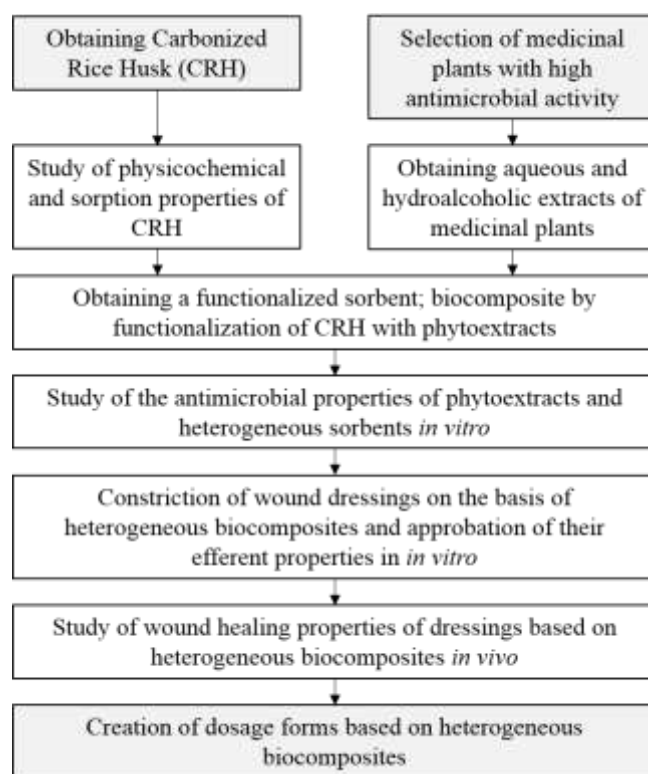 Obtaining Carbonized
Rice Husk (CRH)
Selection of medicinal
plants with high
antimicrobial activity
Study of physicochemical
and sorption properties of
CRH
Obtaining aqueous and
hydroalcoholic extracts of
medicinal plants
Obtaining a functionalized sorbent; biocomposite by
functionalization of CRH with phytoextracts
Study of the antimicrobial properties of phytoextracts and
heterogeneous sorbents in vitro
Constriction of wound dressings on the basis of
heterogeneous biocomposites and approbation of their
efferent properties in in vitro
Study of wound healing properties of dressings based on
heterogeneous biocomposites in vivo
Creation of dosage forms based on heterogeneous
biocomposites